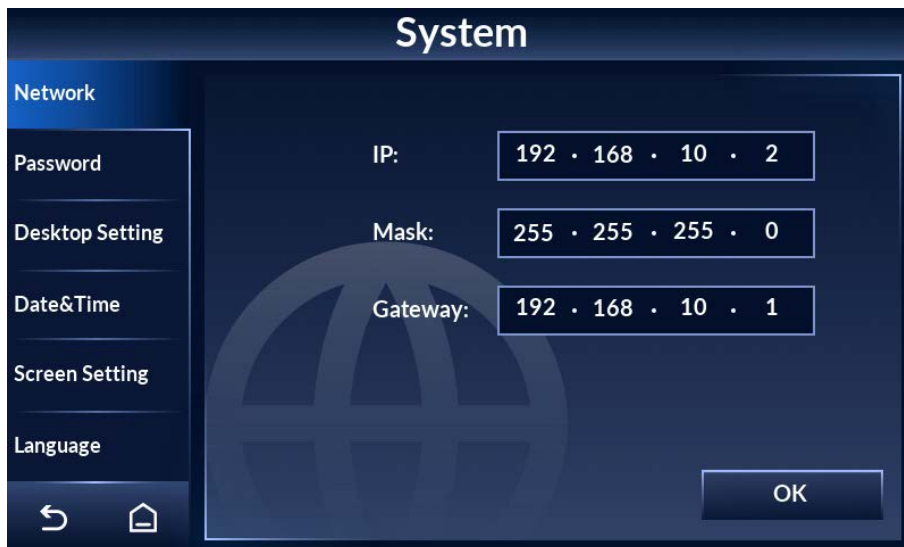 System
Network
Password
Desktop Setting
Date&Time
Screen Setting
Language
IP: 192 . 168 . 10 . 2
Mask: 255 . 255 . 255 . 0
Gateway: 192 . 168 . 10 . 1
OK